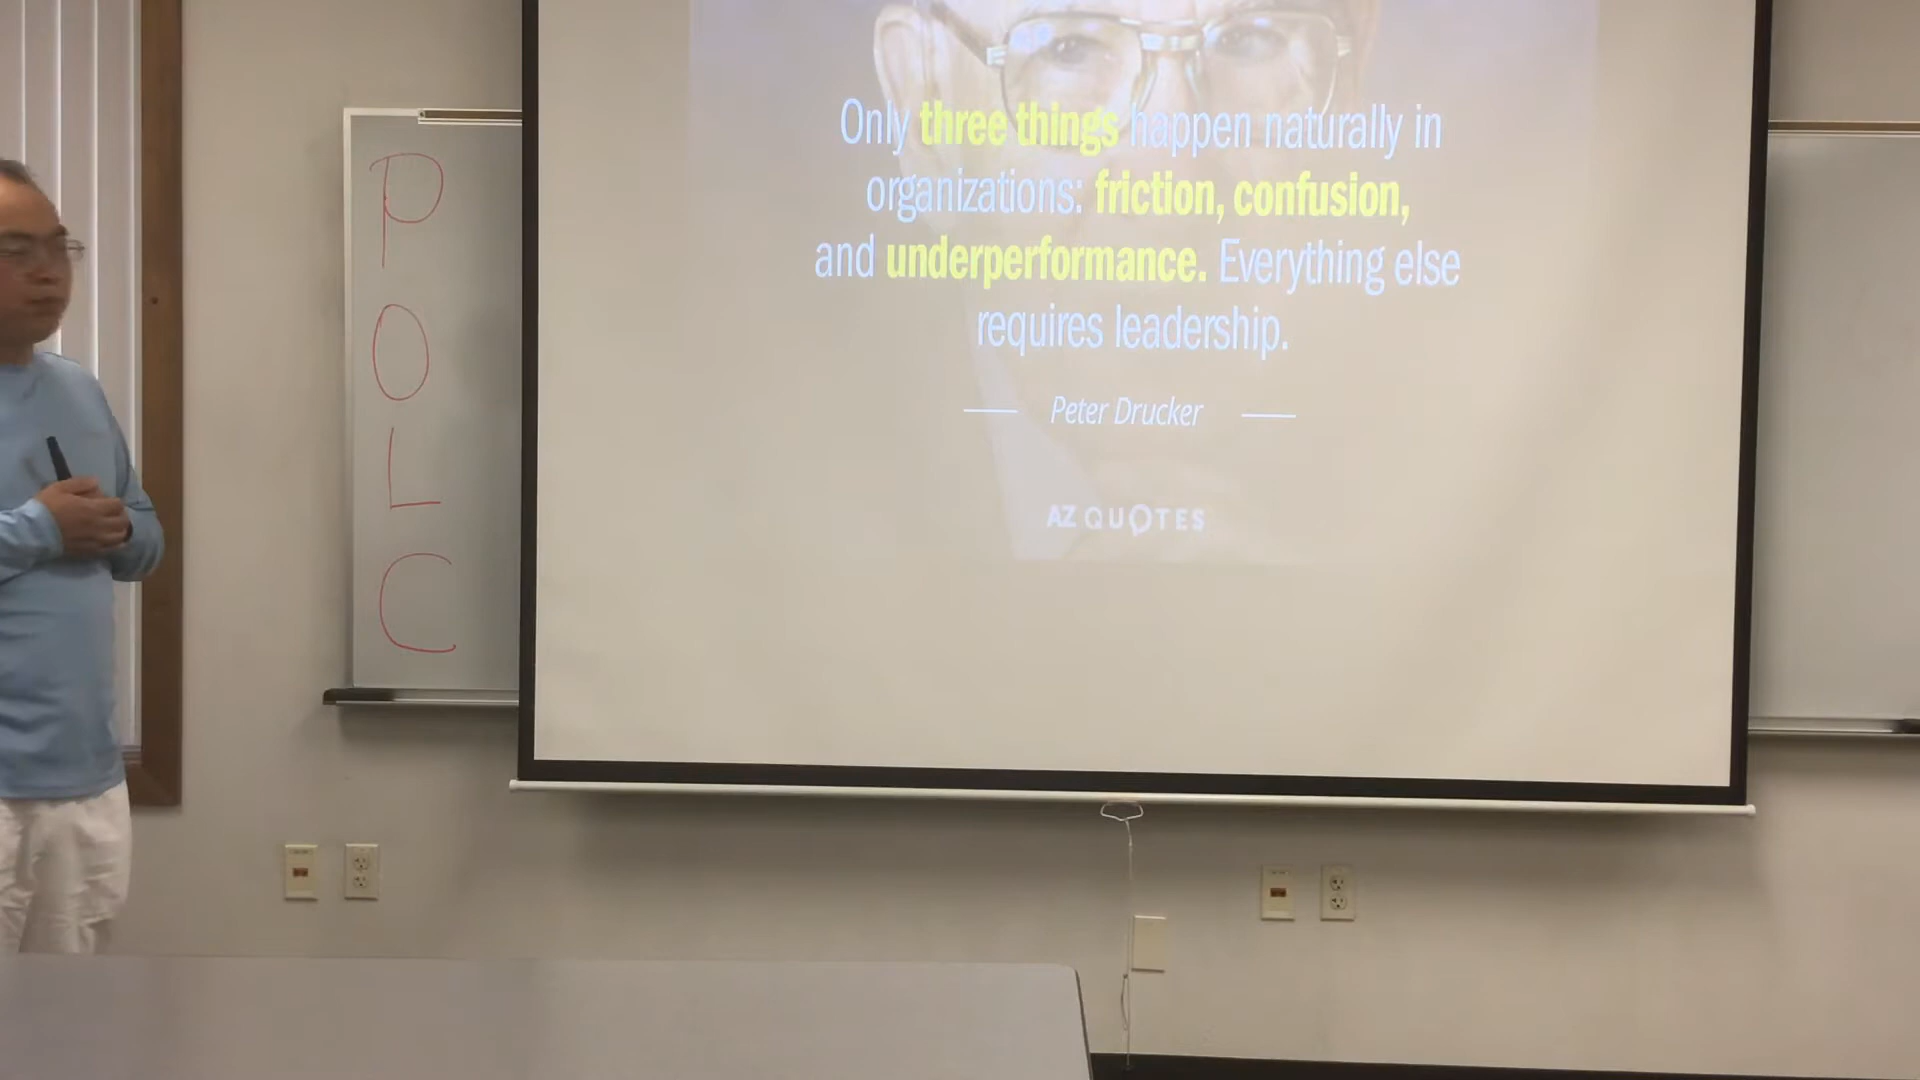 P
O
L
C
Only three things happen naturally in
organizations: friction, confusion,
and underperformance. Everything else
requires leadership.
Peter Drucker
AZ QUOTES